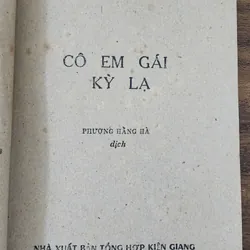 CÔ EM GÁI
KỲ LẠ
PHƯƠNG HẰNG HÀ
dịch
NHÀ XUẤT BẢN TỔNG HỢP KIÊN GIANG